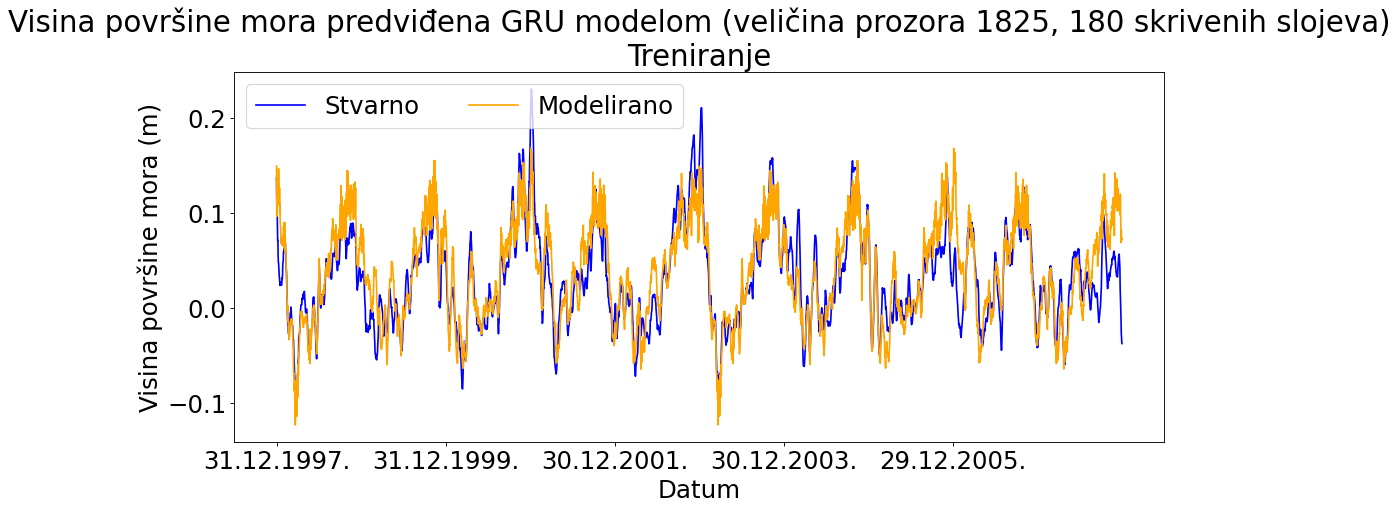 Visina površine mora predviđena GRU modelom (veličina prozora 1825, 180 skrivenih slojeva)
Treniranje
Stvarno
Modelirano
Visina površine mora (m)
0.2
0.1
0.0
−0.1
31.12.1997.
31.12.1999.
30.12.2001.
30.12.2003.
29.12.2005.
Datum